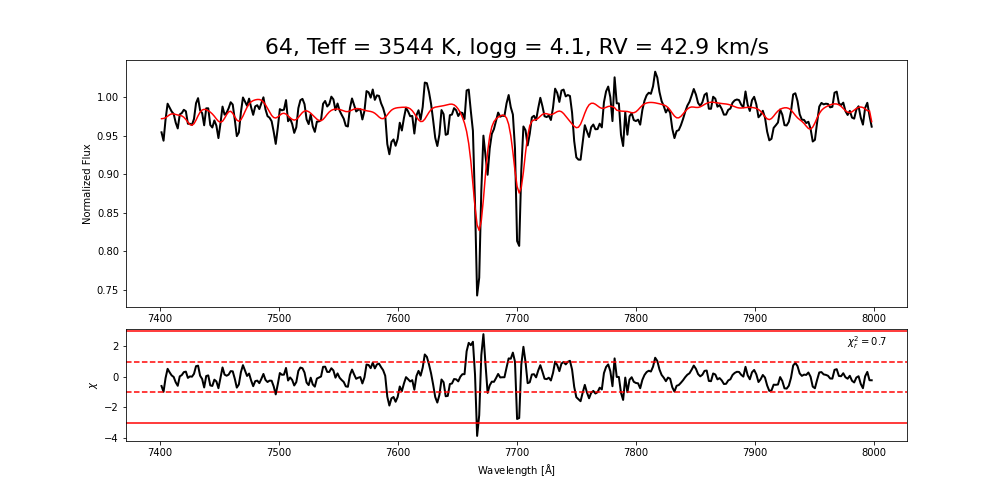 64, Teff = 3544 K, logg = 4.1, RV = 42.9 km/s
Normalized Flux
1.00
0.95
0.90
0.85
0.80
0.75
7400 7500 7600 7700 7800 7900 8000
χ
2
0
−2
−4
χ²ᵣ = 0.7
7400 7500 7600 7700 7800 7900 8000
Wavelength [Å]